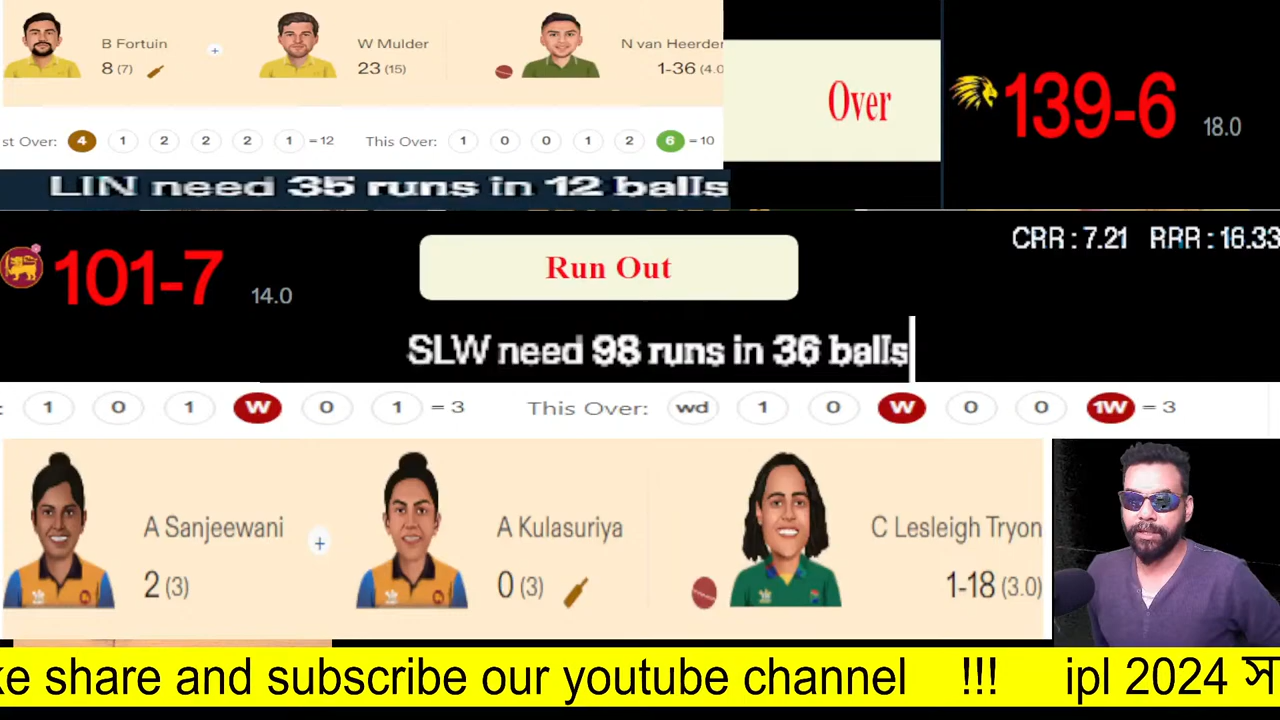 B Fortuin
8 (7)
+
W Mulder
23 (15)
N van Heerder
1-36 (4.0
st Over: 4 1 2 2 2 1 =12 This Over: 1 0 0 1 2 6 =10
LIN need 35 runs in 12 balls
Over
139-6 18.0
101-7 14.0
Run Out
CRR : 7.21 RRR : 16.33
SLW need 98 runs in 36 balls
: 1 0 1 W 0 1 = 3 This Over: wd 1 0 W 0 0 1W = 3
A Sanjeewani
2 (3)
+
A Kulasuriya
0 (3)
C Lesleigh Tryon
1-18 (3.0)
ke share and subscribe our youtube channel !!! ipl 2024 স